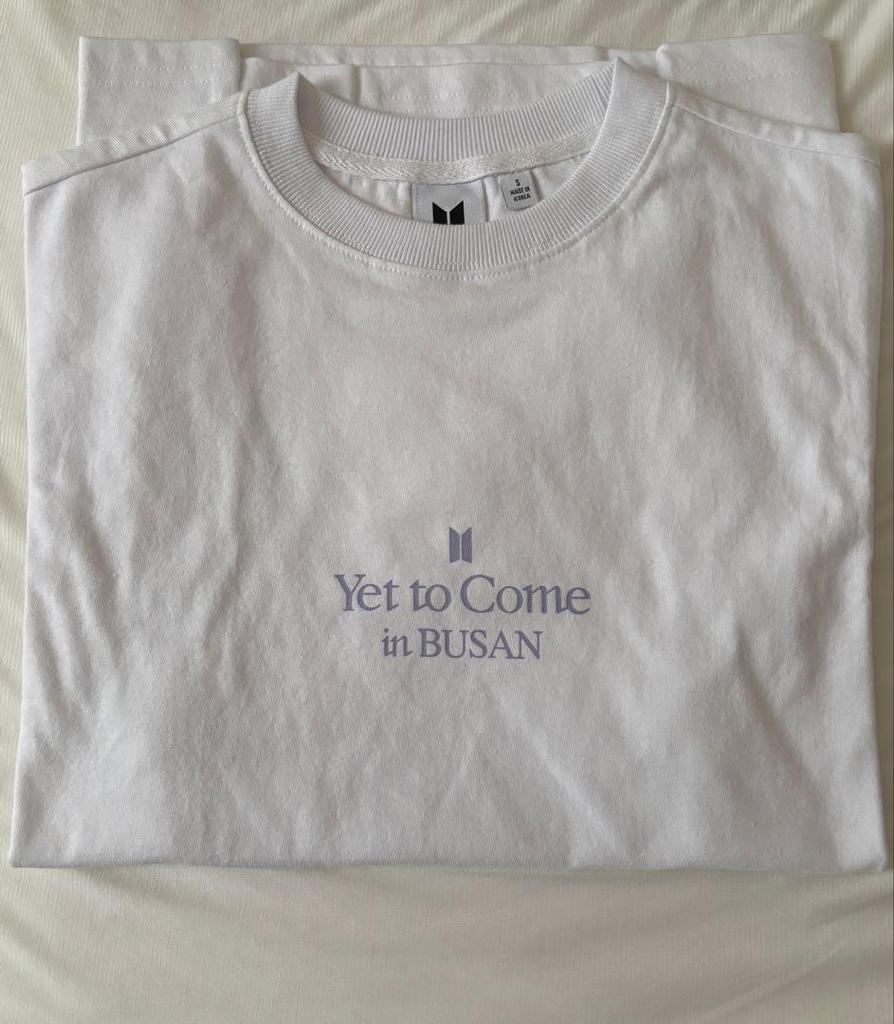 S
MADE IN
KOREA
Yet to Come
in BUSAN